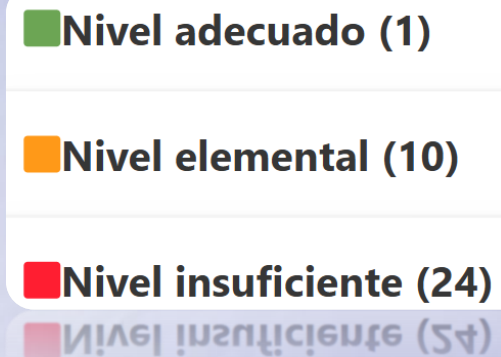 Nivel adecuado (1)
Nivel elemental (10)
Nivel insuficiente (24)